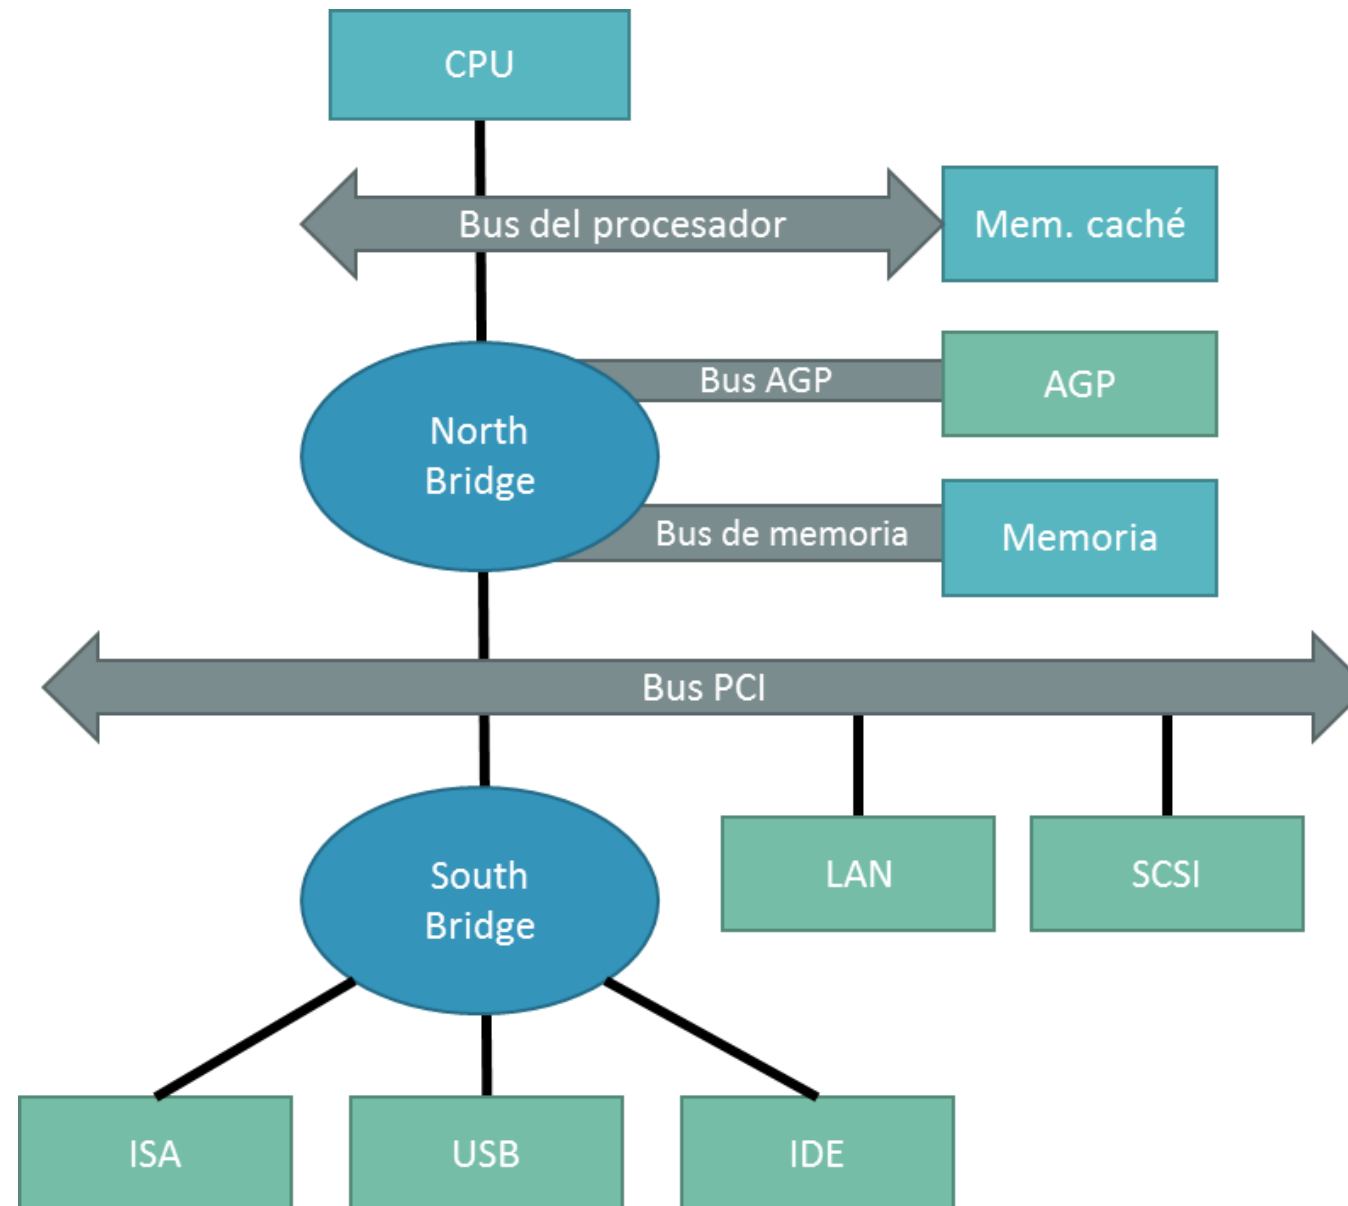 CPU
Bus del procesador
Mem. caché
Bus AGP
AGP
North
Bridge
Bus de memoria
Memoria
Bus PCI
South
Bridge
LAN
SCSI
ISA
USB
IDE